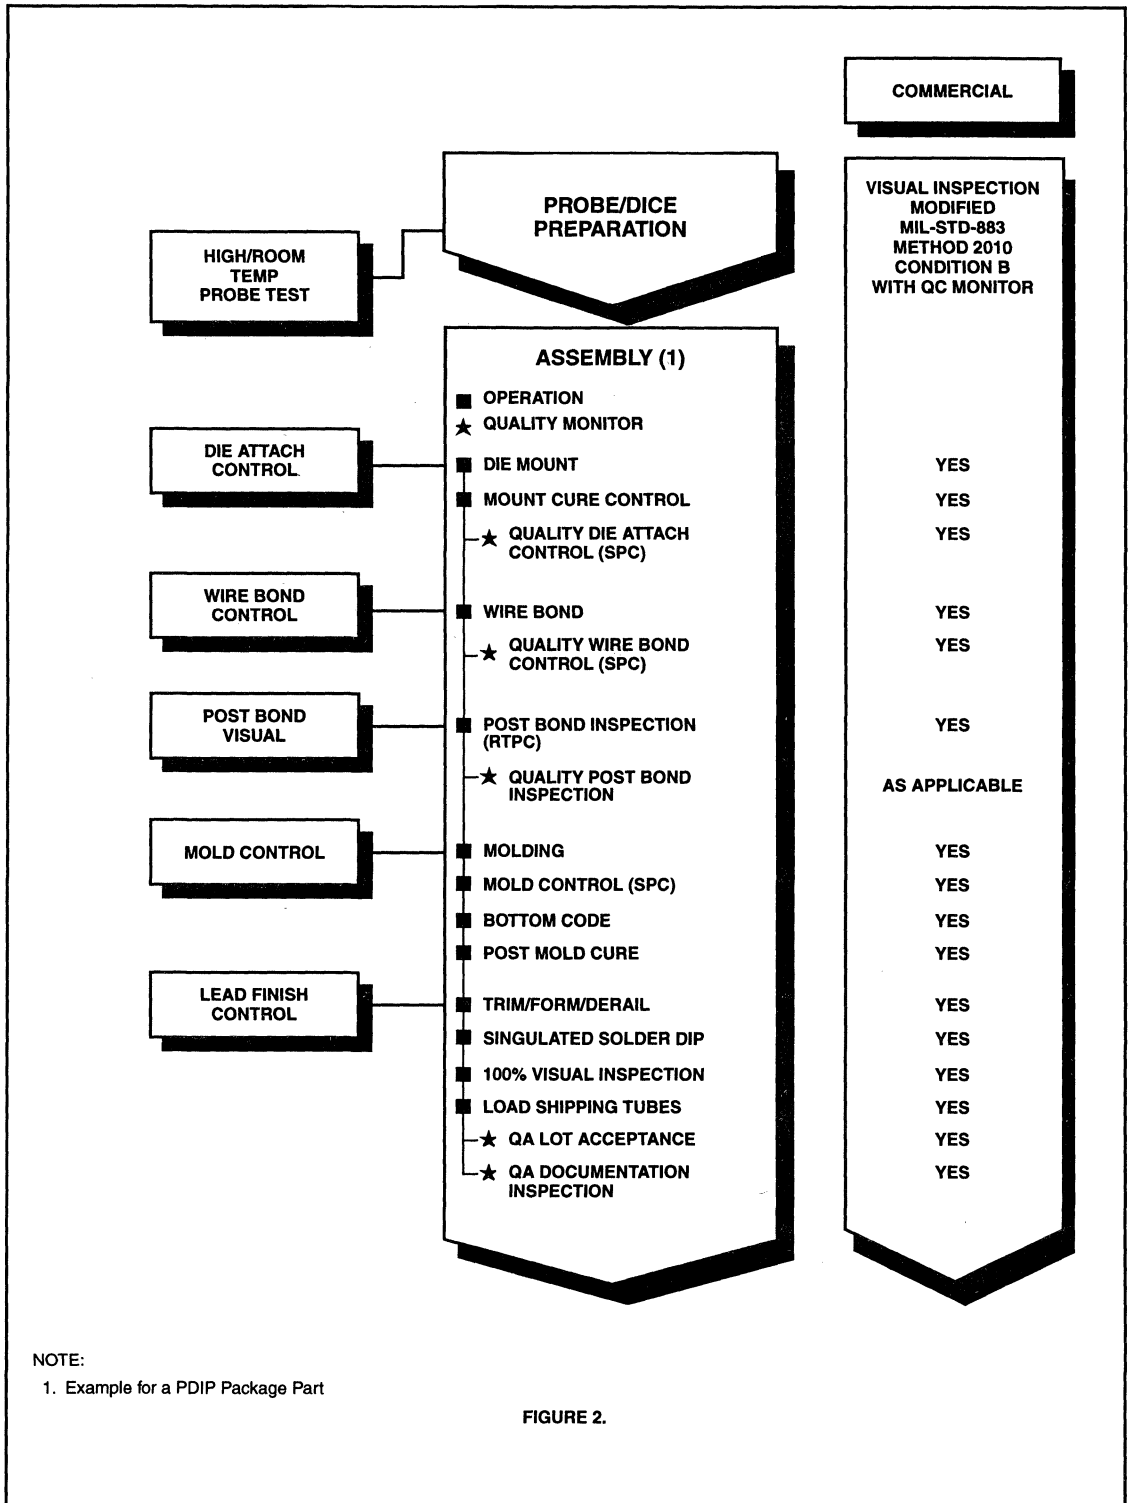 COMMERCIAL
PROBE/DICE
PREPARATION
VISUAL INSPECTION
MODIFIED
MIL-STD-883
METHOD 2010
CONDITION B
WITH QC MONITOR
HIGH/ROOM
TEMP
PROBE TEST
ASSEMBLY (1)
OPERATION
QUALITY MONITOR
DIE ATTACH
CONTROL
DIE MOUNT
YES
MOUNT CURE CONTROL
YES
QUALITY DIE ATTACH
CONTROL (SPC)
YES
WIRE BOND
CONTROL
WIRE BOND
YES
QUALITY WIRE BOND
CONTROL (SPC)
YES
POST BOND
VISUAL
POST BOND INSPECTION
(RTPC)
YES
QUALITY POST BOND
INSPECTION
AS APPLICABLE
MOLD CONTROL
MOLDING
YES
MOLD CONTROL (SPC)
YES
BOTTOM CODE
YES
POST MOLD CURE
YES
LEAD FINISH
CONTROL
TRIM/FORM/DERAIL
YES
SINGULATED SOLDER DIP
YES
100% VISUAL INSPECTION
YES
LOAD SHIPPING TUBES
YES
QA LOT ACCEPTANCE
YES
QA DOCUMENTATION
INSPECTION
YES
NOTE:
1. Example for a PDIP Package Part
FIGURE 2.